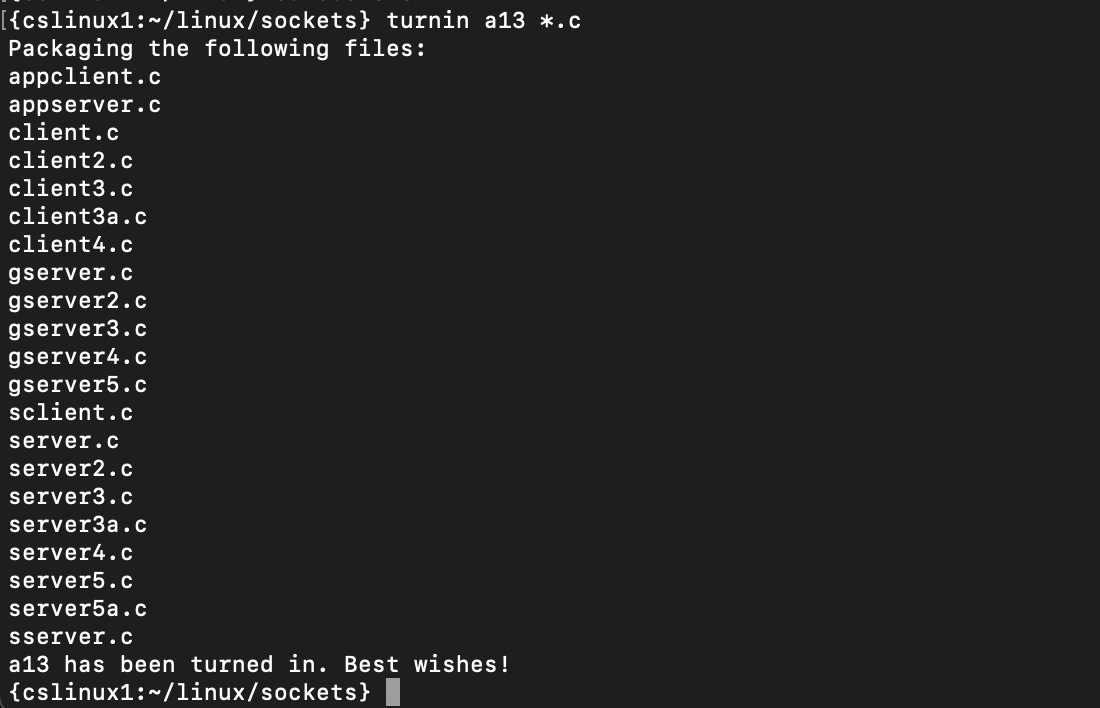 [{cslinux1:~/linux/sockets} turnin a13 *.c
Packaging the following files:
appclient.c
appserver.c
client.c
client2.c
client3.c
client3a.c
client4.c
gserver.c
gserver2.c
gserver3.c
gserver4.c
gserver5.c
sclient.c
server.c
server2.c
server3.c
server3a.c
server4.c
server5.c
server5a.c
sserver.c
a13 has been turned in. Best wishes!
{cslinux1:~/linux/sockets}